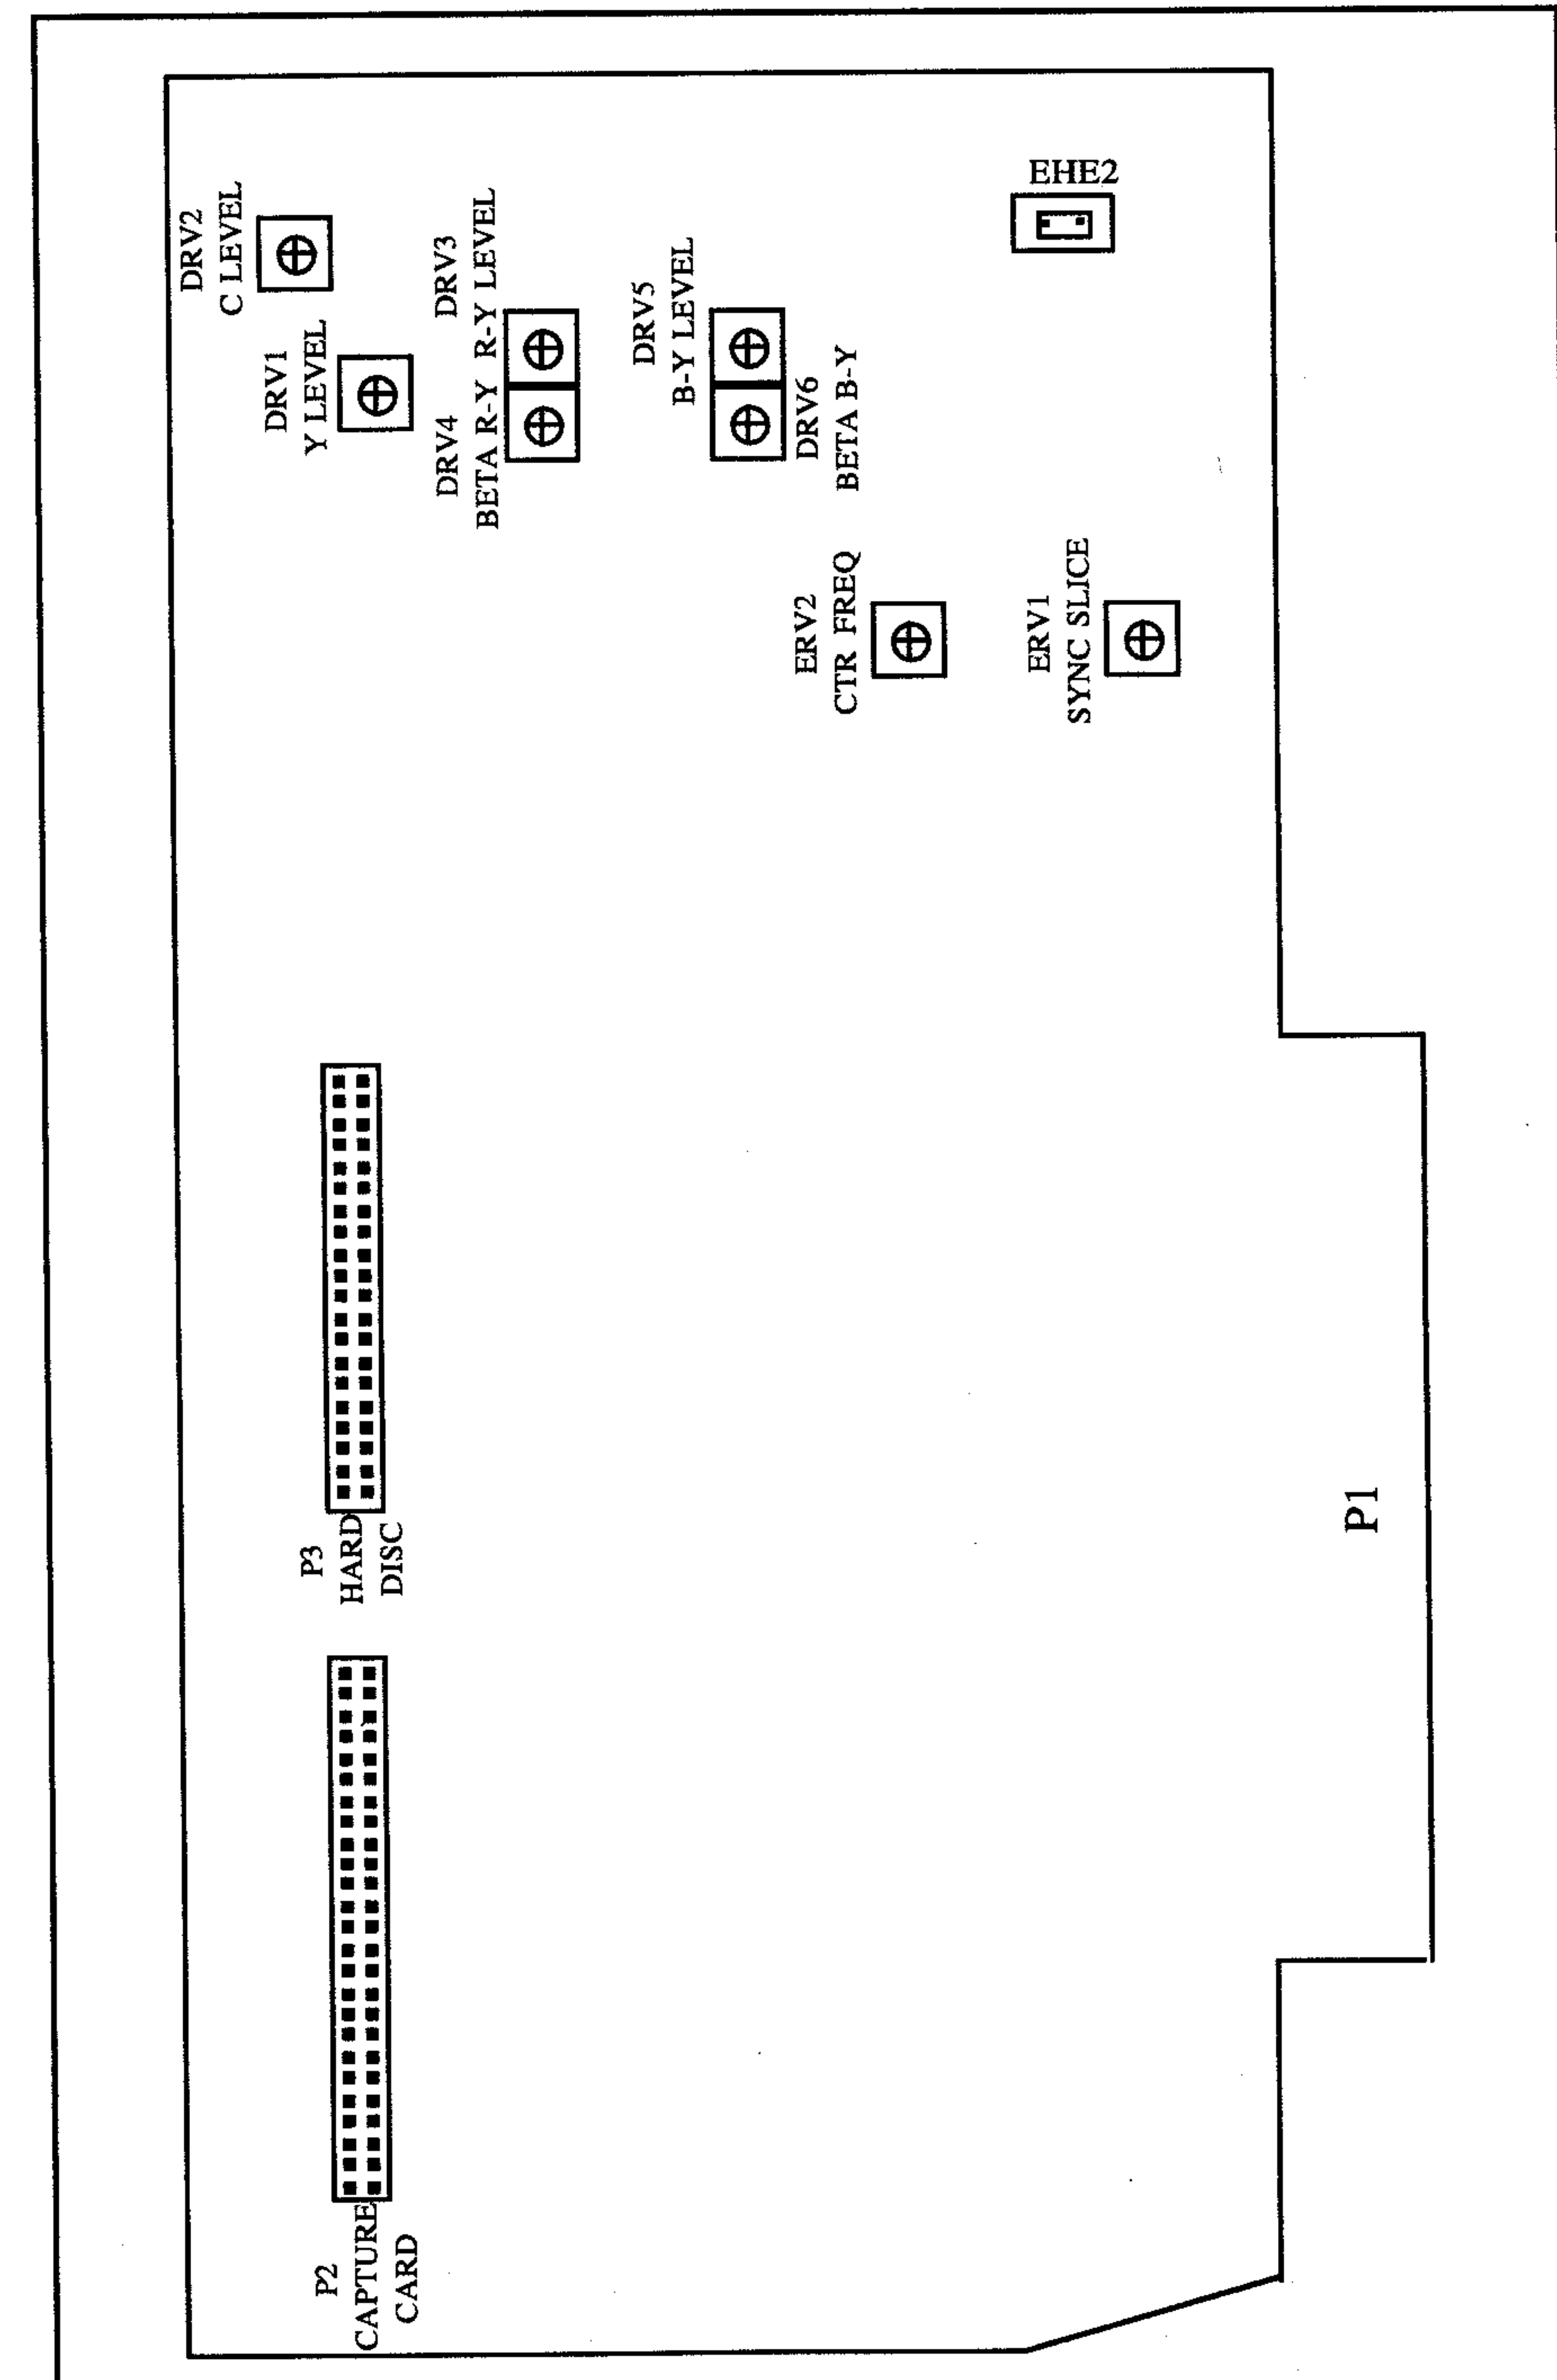 DRV2
C LEVEL
DRV1
Y LEVEL
DRV3
R-Y LEVEL
DRV4
BETA R-Y
DRV5
B-Y LEVEL
DRV6
BETA B-Y
EHE2
ERV2
CTR FREQ
ERV1
SYNC SLICE
P3
HARD
DISC
P2
CAPTURE
CARD
P1